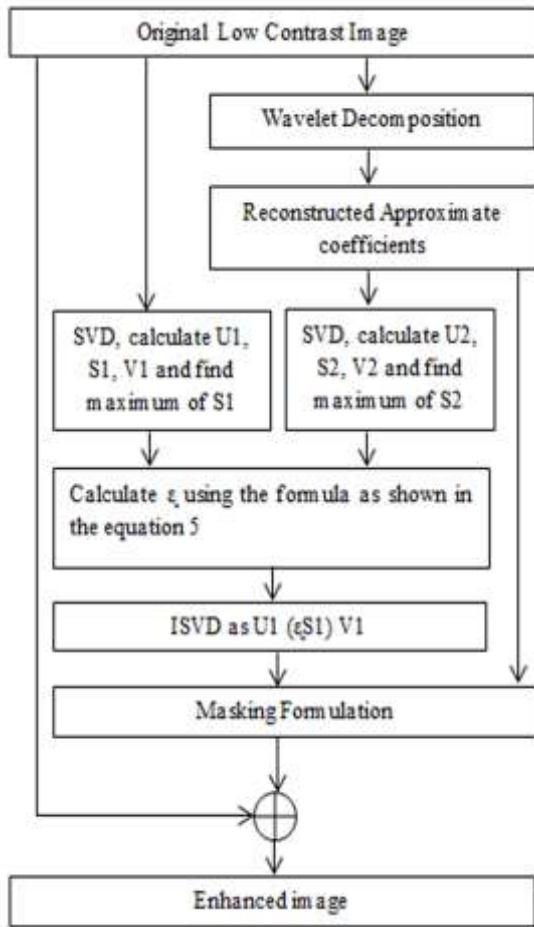 Original Low Contrast Image
Wavelet Decomposition
Reconstructed Approximate
coefficients
SVD, calculate U1,
S1, V1 and find
maximum of S1
SVD, calculate U2,
S2, V2 and find
maximum of S2
Calculate ξ using the formula as shown in
the equation 5
ISVD as U1 (ξS1) V1
Masking Formulation
Enhanced image